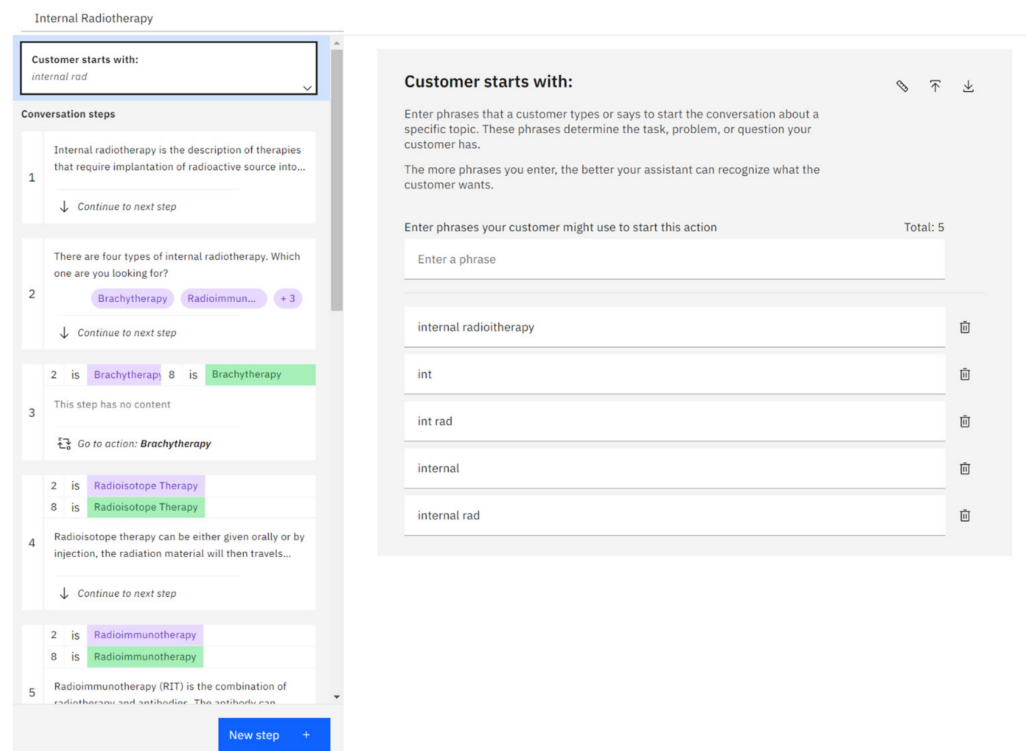 Internal Radiotherapy
Customer starts with:
internal rad
Conversation steps
1
Internal radiotherapy is the description of therapies
that require implantation of radioactive source into...
Continue to next step
2
There are four types of internal radiotherapy. Which
one are you looking for?
Brachytherapy Radioimmun... + 3
Continue to next step
3
2 is Brachytherapy 8 is Brachytherapy
This step has no content
Go to action: Brachytherapy
4
2 is Radioisotope Therapy
8 is Radioisotope Therapy
Radioisotope therapy can be either given orally or by
injection, the radiation material will then travels...
Continue to next step
5
2 is Radioimmunotherapy
8 is Radioimmunotherapy
Radioimmunotherapy (RIT) is the combination of
radiotherapy and antibodies. The antibody can
New step +
Customer starts with:
Enter phrases that a customer types or says to start the conversation about a
specific topic. These phrases determine the task, problem, or question your
customer has.
The more phrases you enter, the better your assistant can recognize what the
customer wants.
Enter phrases your customer might use to start this action Total: 5
Enter a phrase
internal radioitherapy
int
int rad
internal
internal rad